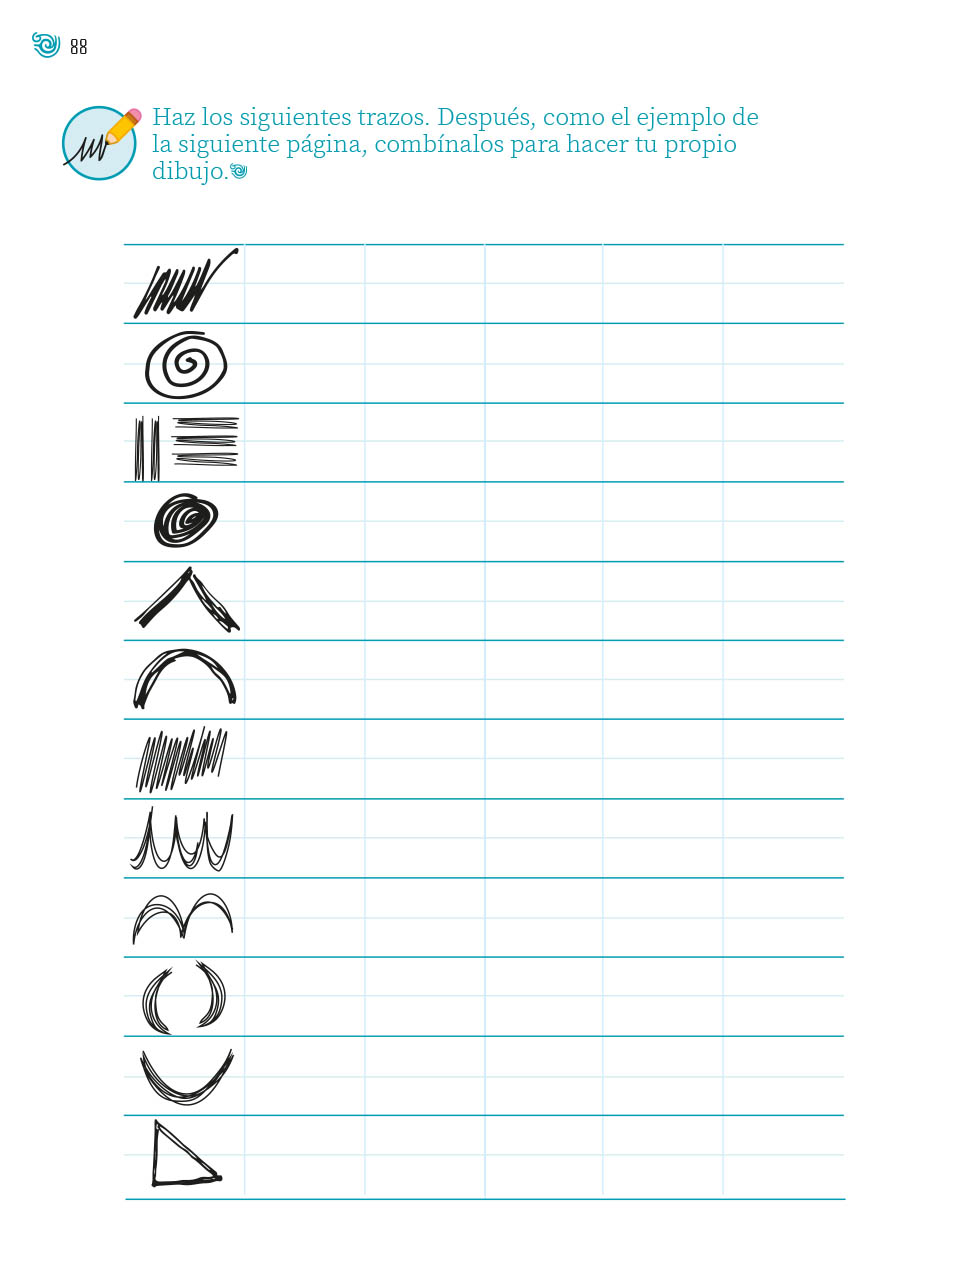 88
Haz los siguientes trazos. Después, como el ejemplo de
la siguiente página, combínalos para hacer tu propio
dibujo.